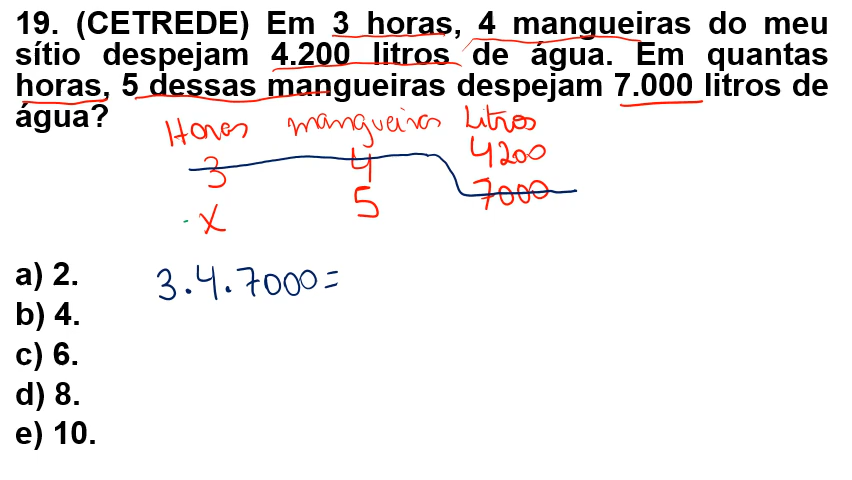 19. (CETREDE) Em 3 horas, 4 mangueiras do meu
sítio despejam 4.200 litros de água. Em quantas
horas, 5 dessas mangueiras despejam 7.000 litros de
água?
Horas mangueiras Litros
3 4 4200
x 5 7000
3.4.7000=
a) 2.
b) 4.
c) 6.
d) 8.
e) 10.